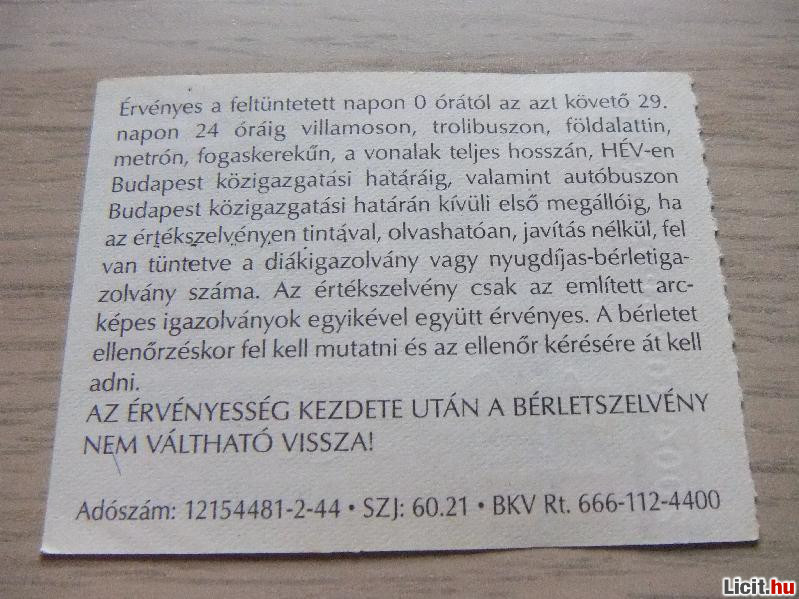 Érvényes a feltüntetett napon 0 órától az azt követő 29.
napon 24 óráig villamoson, trolibuszon, földalattin,
metrón, fogaskerekűn, a vonalak teljes hosszán, HÉV-en
Budapest közigazgatási határáig, valamint autóbuszon
Budapest közigazgatási határán kívüli első megállóig, ha
az értékszelvényen tintával, olvashatóan, javítás nélkül, fel
van tüntetve a diákigazolvány vagy nyugdíjas-bérletiga-
zolvány száma. Az értékszelvény csak az említett arc-
képes igazolványok egyikével együtt érvényes. A bérletet
ellenőrzéskor fel kell mutatni és az ellenőr kérésére át kell
adni.
AZ ÉRVÉNYESSÉG KEZDETE UTÁN A BÉRLETSZELVÉNY
NEM VÁLTHATÓ VISSZA!
Adószám: 12154481-2-44 • SZJ: 60.21 • BKV Rt. 666-112-4400
Licit.hu